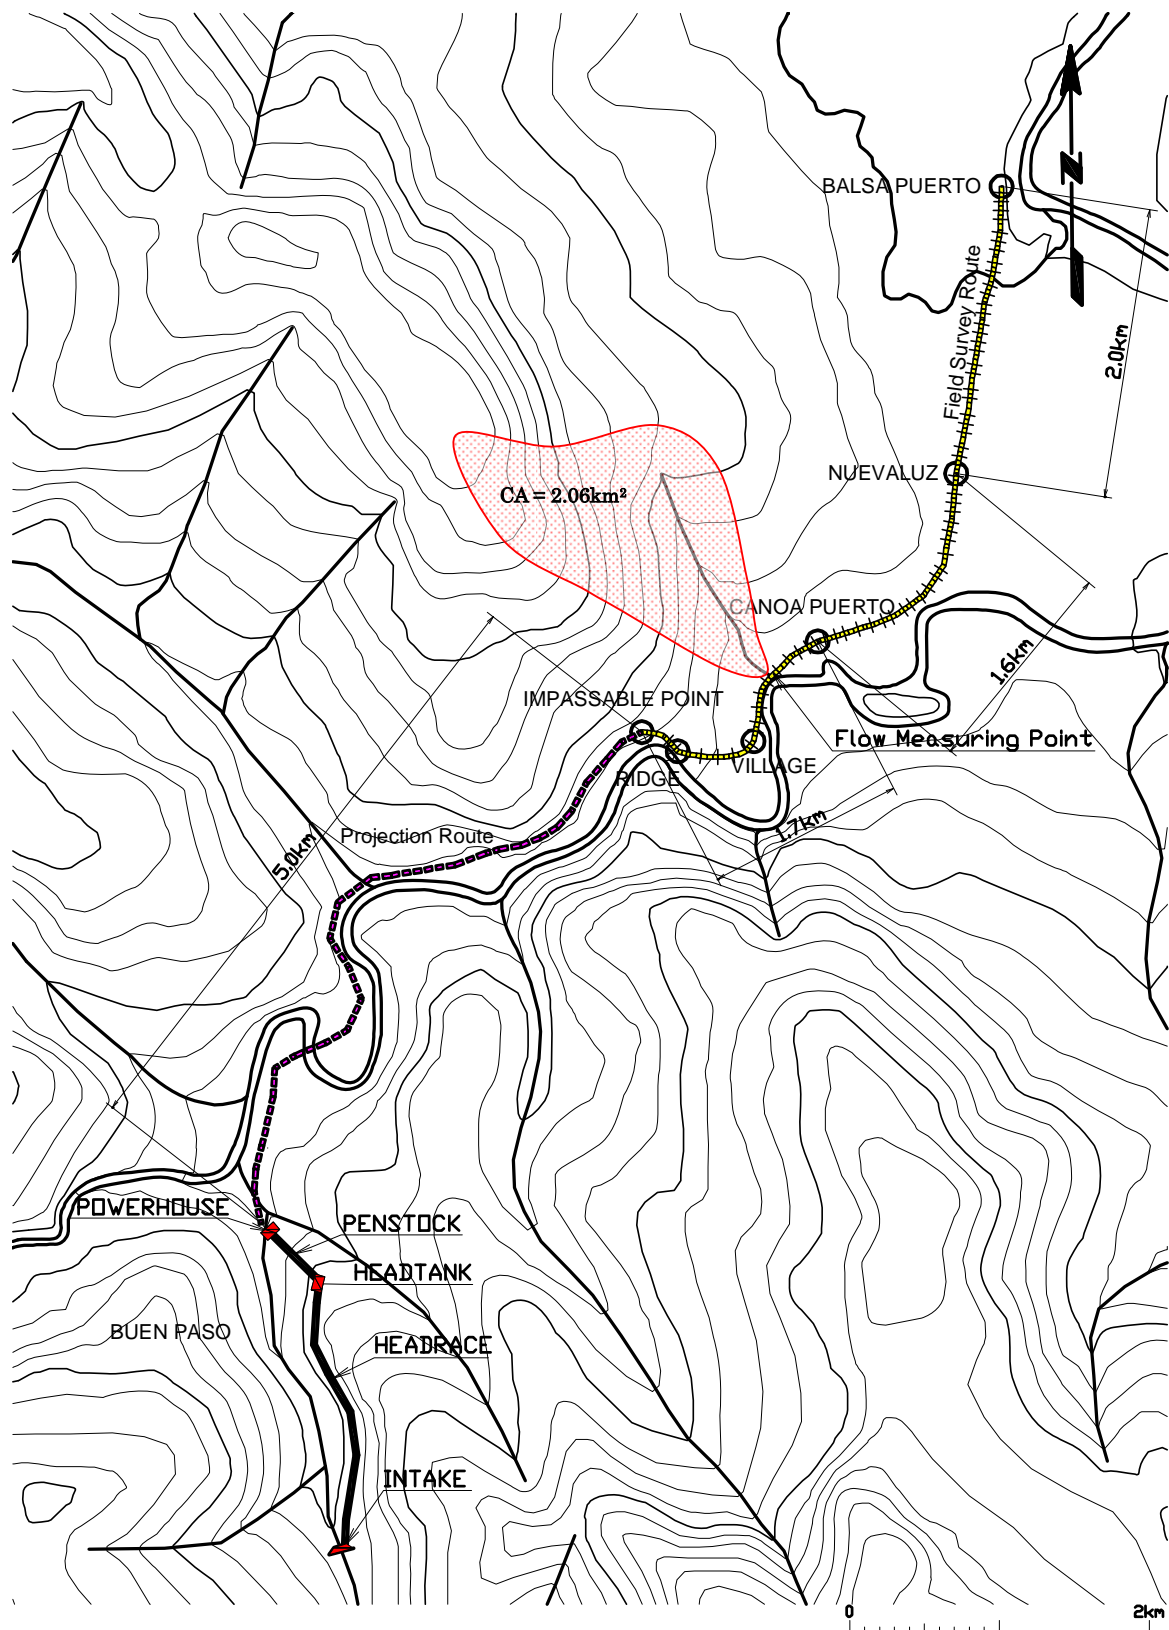 N
BALSA PUERTO
Field Survey Route
2.0km
NUEVALUZ
CA = 2.06km²
CANOA PUERTO
1.6km
IMPASSABLE POINT
Flow Measuring Point
RIDGE
VILLAGE
1.7km
Projection Route
5.0km
POWERHOUSE
PENSTOCK
HEADTANK
BUEN PASO
HEADRACE
INTAKE
0 2km